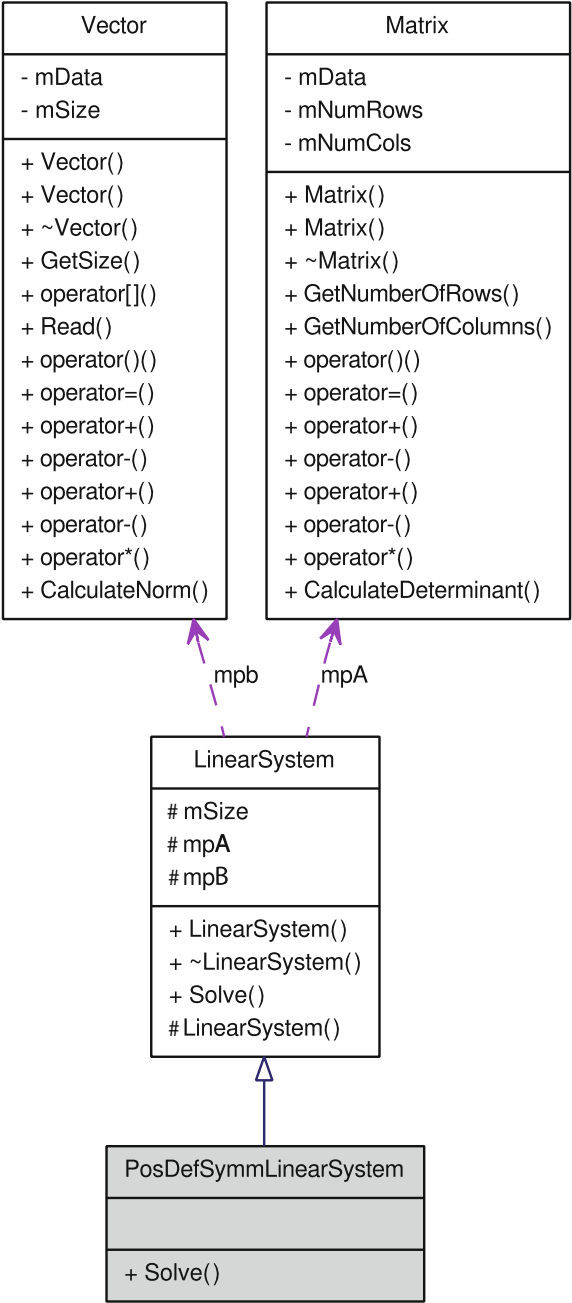 Vector
- mData
- mSize
+ Vector()
+ Vector()
+ ~Vector()
+ GetSize()
+ operator[]()
+ Read()
+ operator()()
+ operator=()
+ operator+()
+ operator-()
+ operator+()
+ operator-()
+ operator*()
+ CalculateNorm()
Matrix
- mData
- mNumRows
- mNumCols
+ Matrix()
+ Matrix()
+ ~Matrix()
+ GetNumberOfRows()
+ GetNumberOfColumns()
+ operator()()
+ operator=()
+ operator+()
+ operator-()
+ operator+()
+ operator-()
+ operator*()
+ CalculateDeterminant()
mpb
mpA
LinearSystem
# mSize
# mpA
# mpB
+ LinearSystem()
+ ~LinearSystem()
+ Solve()
# LinearSystem()
PosDefSymmLinearSystem
+ Solve()